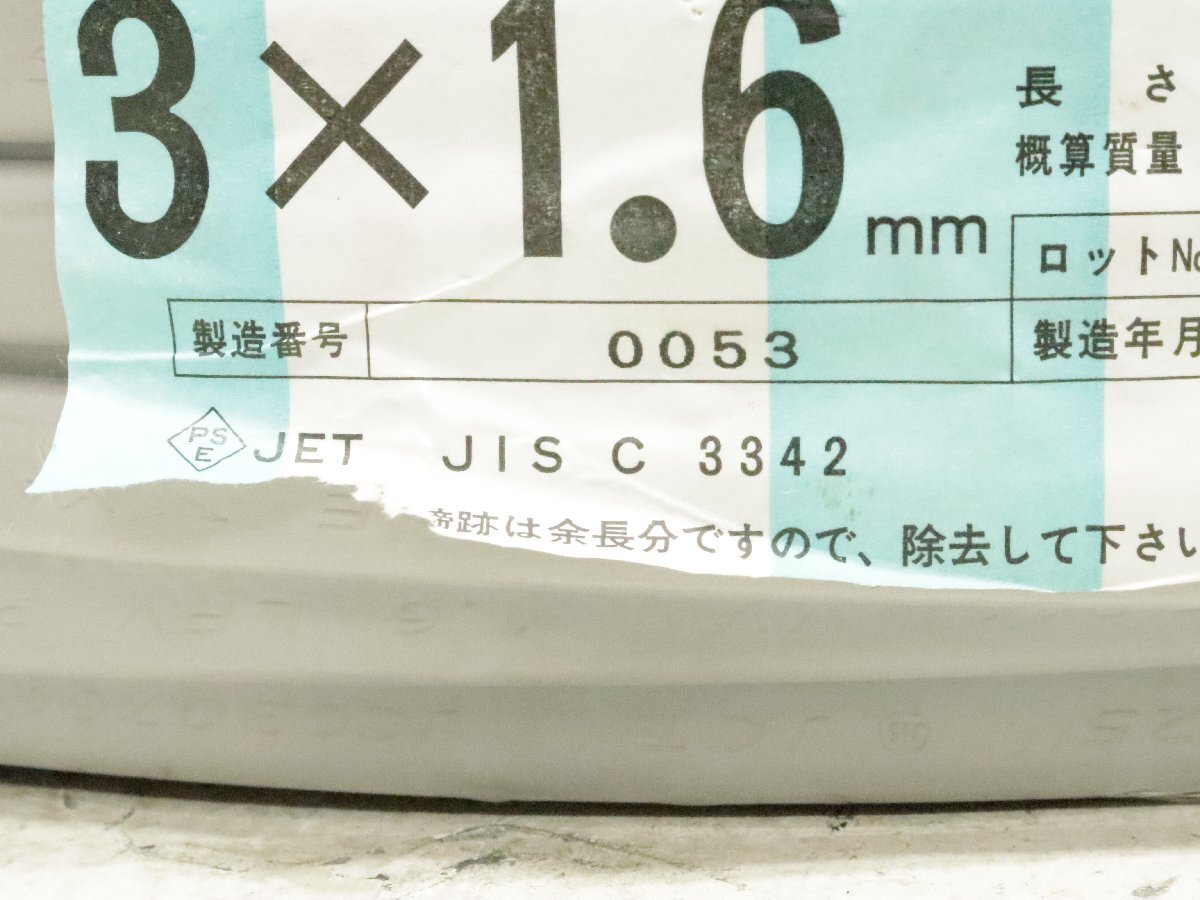 3×1.6mm
長さ
概算質量
ロットNo
製造番号 0053
製造年月
PSE JET JIS C 3342
跡は余長分ですので、除去して下さい